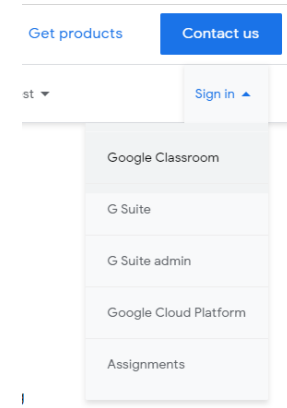 Get products Contact us
st Sign in
Google Classroom
G Suite
G Suite admin
Google Cloud Platform
Assignments